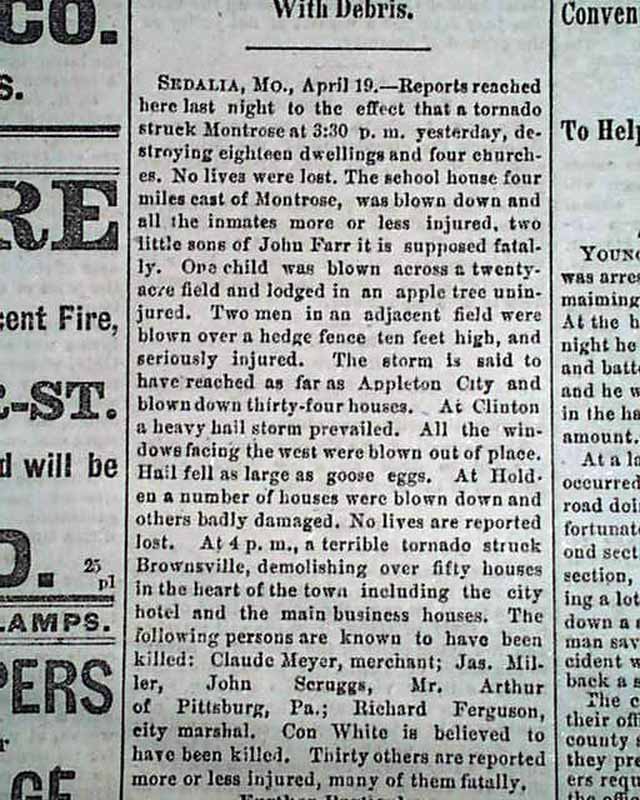 CO.
S.
RE
cent Fire,
-ST.
d will be
O.
25
p1
LAMPS.
PERS
r
GE
With Debris.
SEDALIA, Mo., April 19.—Reports reached
here last night to the effect that a tornado
struck Montrose at 3:30 p. m. yesterday, de-
stroying eighteen dwellings and four church-
es. No lives were lost. The school house four
miles east of Montrose, was blown down and
all the inmates more or less injured, two
little sons of John Farr it is supposed fatal-
ly. One child was blown across a twenty-
acre field and lodged in an apple tree unin-
jured. Two men in an adjacent field were
blown over a hedge fence ten feet high, and
seriously injured. The storm is said to
have reached as far as Appleton City and
blown down thirty-four houses. At Clinton
a heavy hail storm prevailed. All the win-
dows facing the west were blown out of place.
Hail fell as large as goose eggs. At Hold-
en a number of houses were blown down and
others badly damaged. No lives are reported
lost. At 4 p. m., a terrible tornado struck
Brownsville, demolishing over fifty houses
in the heart of the town including the city
hotel and the main business houses. The
following persons are known to have been
killed: Claude Meyer, merchant; Jas. Mil-
ler, John Scruggs, Mr. Arthur
of Pittsburg, Pa.; Richard Ferguson,
city marshal. Con White is believed to
have been killed. Thirty others are reported
more or less injured, many of them fatally.
Conven
To Help
YOUNG
was arres
maiming
At the h
night he
and batt
and he w
in the ha
amount.
At a la
occurred
road doi
fortunat
ond sect
section,
ing a lot
down a s
man sav
cident w
back a s
The c
their offi
county s
they pre
ers requ